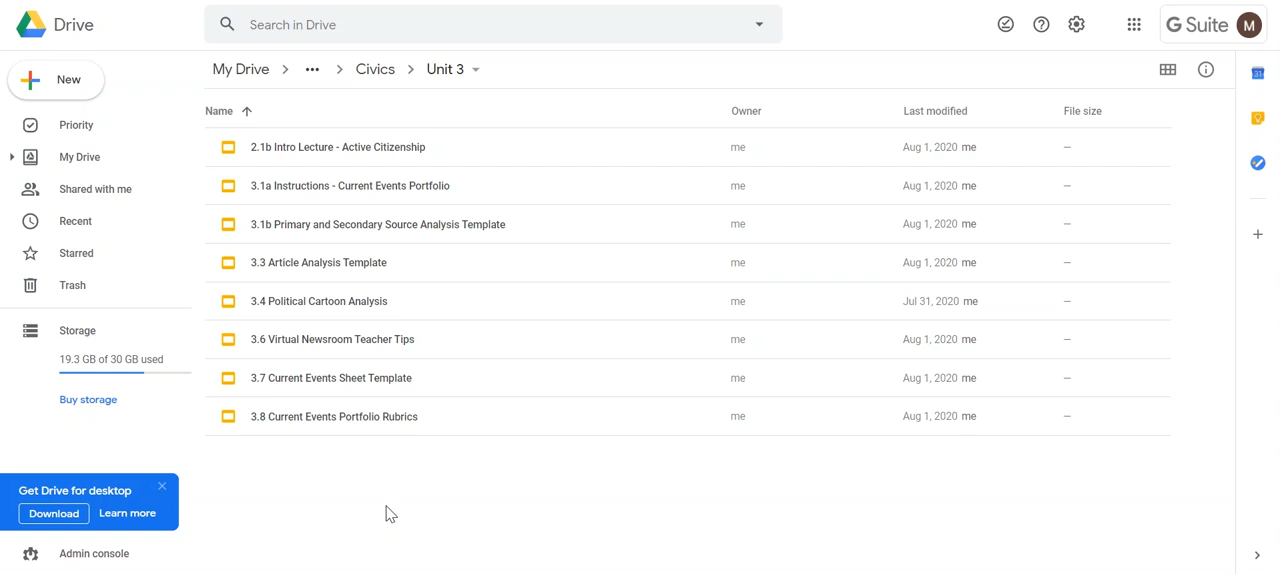 Drive
Search in Drive
G Suite M
New
My Drive > ••• > Civics > Unit 3
Priority
My Drive
Shared with me
Recent
Starred
Trash
Storage
19.3 GB of 30 GB used
Buy storage
Get Drive for desktop
Download Learn more
Admin console
Name Owner Last modified File size
2.1b Intro Lecture - Active Citizenship me Aug 1, 2020 me –
3.1a Instructions - Current Events Portfolio me Aug 1, 2020 me –
3.1b Primary and Secondary Source Analysis Template me Aug 1, 2020 me –
3.3 Article Analysis Template me Aug 1, 2020 me –
3.4 Political Cartoon Analysis me Jul 31, 2020 me –
3.6 Virtual Newsroom Teacher Tips me Aug 1, 2020 me –
3.7 Current Events Sheet Template me Aug 1, 2020 me –
3.8 Current Events Portfolio Rubrics me Aug 1, 2020 me –
31